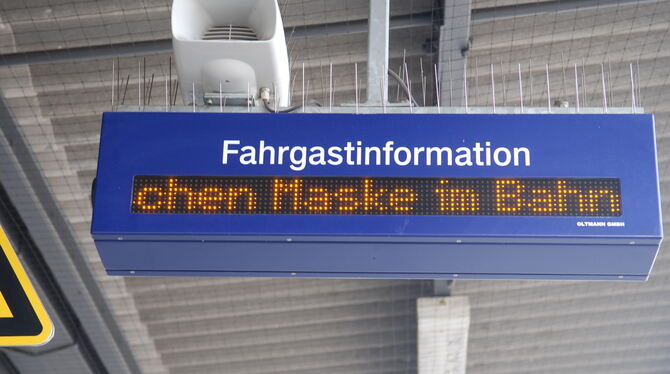 Fahrgastinformation
chen Maske im Bahn
OLTMANN GMBH